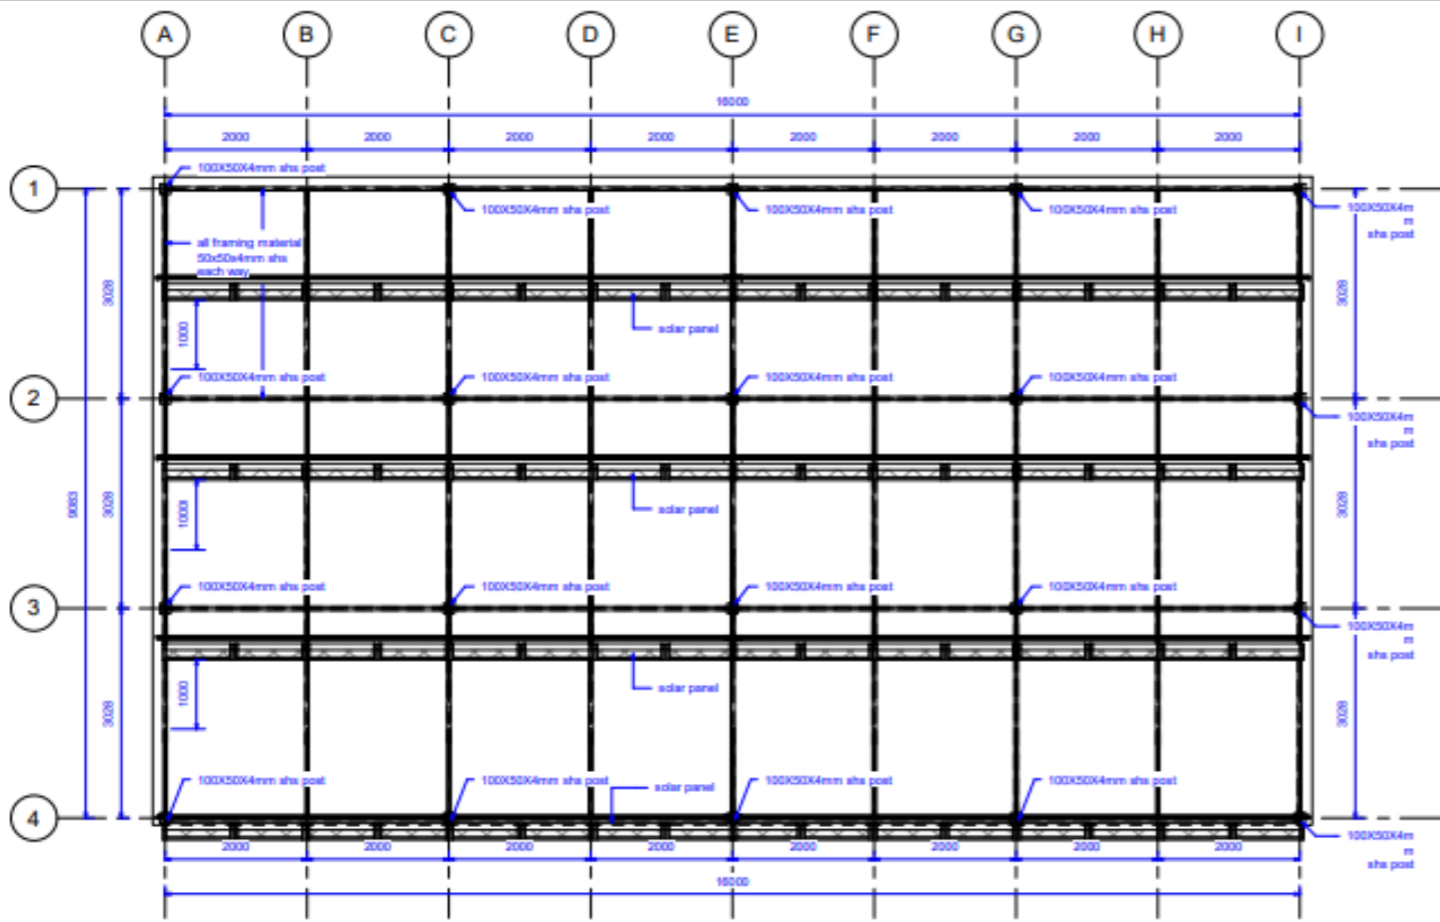 A B C D E F G H I
16000
2000 2000 2000 2000 2000 2000 2000 2000
100X50X4mm shs post
1
100X50X4mm shs post 100X50X4mm shs post 100X50X4mm shs post 100X50X4m
m
shs post
all framing material
50x50x4mm shs
each way
3028 3028
solar panel
1000
100X50X4mm shs post 100X50X4mm shs post 100X50X4mm shs post 100X50X4mm shs post
2
100X50X4m
m
shs post
9083 3028 3028
1000
solar panel
100X50X4mm shs post 100X50X4mm shs post 100X50X4mm shs post 100X50X4mm shs post
3
100X50X4m
m
shs post
solar panel
1000
3028 3028
100X50X4mm shs post 100X50X4mm shs post 100X50X4mm shs post 100X50X4mm shs post
solar panel
4
100X50X4m
m
shs post
2000 2000 2000 2000 2000 2000 2000 2000
16000